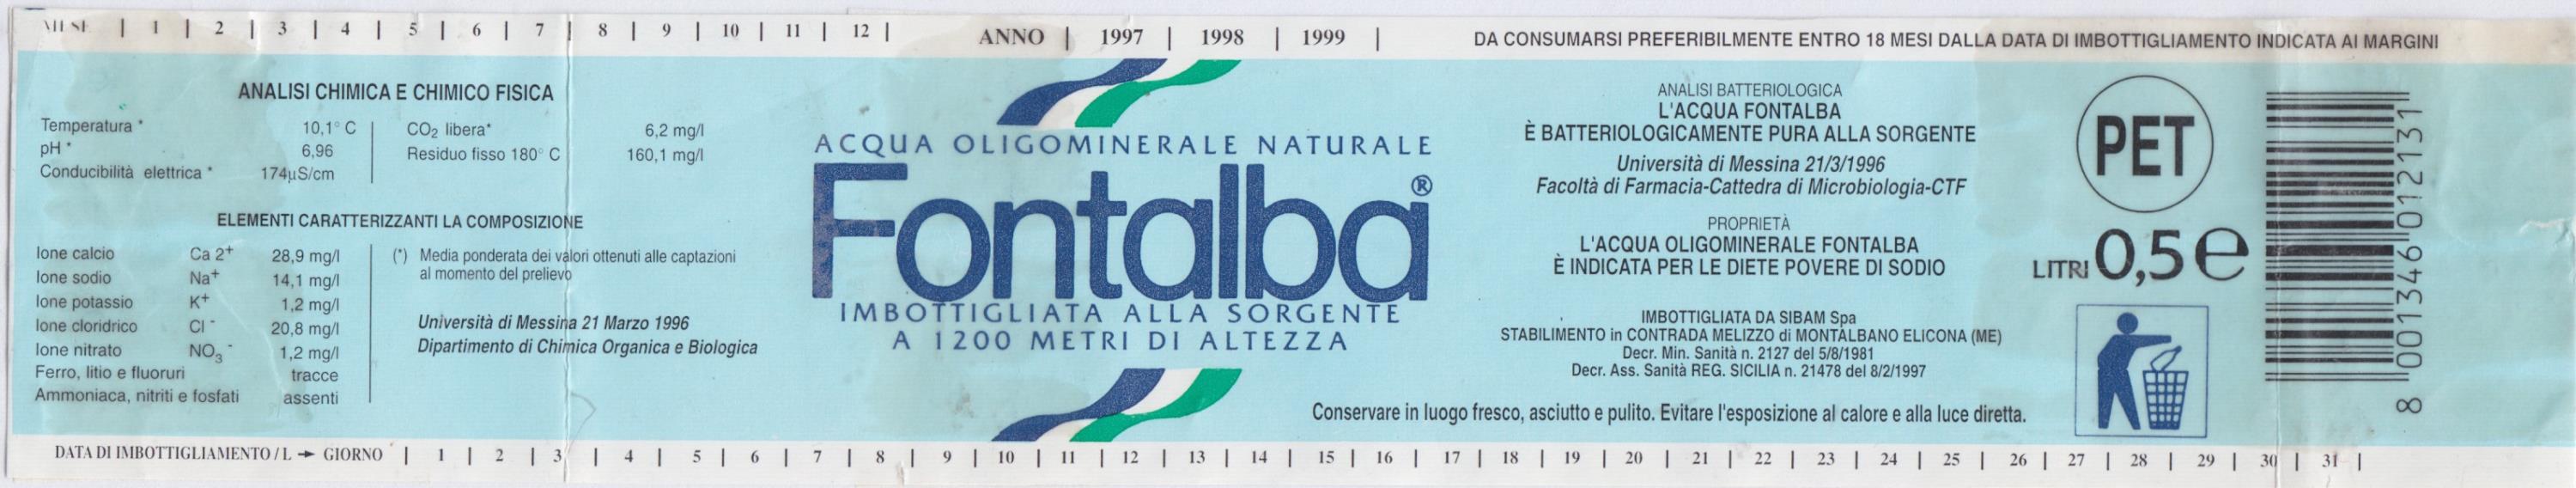 MESE | 1 | 2 | 3 | 4 | 5 | 6 | 7 | 8 | 9 | 10 | 11 | 12 | ANNO | 1997 | 1998 | 1999 | DA CONSUMARSI PREFERIBILMENTE ENTRO 18 MESI DALLA DATA DI IMBOTTIGLIAMENTO INDICATA AI MARGINI
ANALISI CHIMICA E CHIMICO FISICA
Temperatura * 10,1° C
pH * 6,96
Conducibilità elettrica * 174µS/cm
CO2 libera* 6,2 mg/l
Residuo fisso 180° C 160,1 mg/l
ELEMENTI CARATTERIZZANTI LA COMPOSIZIONE
Ione calcio Ca 2+ 28,9 mg/l
Ione sodio Na+ 14,1 mg/l
Ione potassio K+ 1,2 mg/l
Ione cloridrico Cl - 20,8 mg/l
Ione nitrato NO3 - 1,2 mg/l
Ferro, litio e fluoruri tracce
Ammoniaca, nitriti e fosfati assenti
(*) Media ponderata dei valori ottenuti alle captazioni
al momento del prelievo
Università di Messina 21 Marzo 1996
Dipartimento di Chimica Organica e Biologica
ACQUA OLIGOMINERALE NATURALE
Fontalba®
IMBOTTIGLIATA ALLA SORGENTE
A 1200 METRI DI ALTEZZA
ANALISI BATTERIOLOGICA
L'ACQUA FONTALBA
È BATTERIOLOGICAMENTE PURA ALLA SORGENTE
Università di Messina 21/3/1996
Facoltà di Farmacia-Cattedra di Microbiologia-CTF
PROPRIETÀ
L'ACQUA OLIGOMINERALE FONTALBA
È INDICATA PER LE DIETE POVERE DI SODIO
IMBOTTIGLIATA DA SIBAM Spa
STABILIMENTO in CONTRADA MELIZZO di MONTALBANO ELICONA (ME)
Decr. Min. Sanità n. 2127 del 5/8/1981
Decr. Ass. Sanità REG. SICILIA n. 21478 del 8/2/1997
Conservare in luogo fresco, asciutto e pulito. Evitare l'esposizione al calore e alla luce diretta.
PET
LITRI 0,5 e
8 001346 012131
DATA DI IMBOTTIGLIAMENTO / L → GIORNO | 1 | 2 | 3 | 4 | 5 | 6 | 7 | 8 | 9 | 10 | 11 | 12 | 13 | 14 | 15 | 16 | 17 | 18 | 19 | 20 | 21 | 22 | 23 | 24 | 25 | 26 | 27 | 28 | 29 | 30 | 31 |